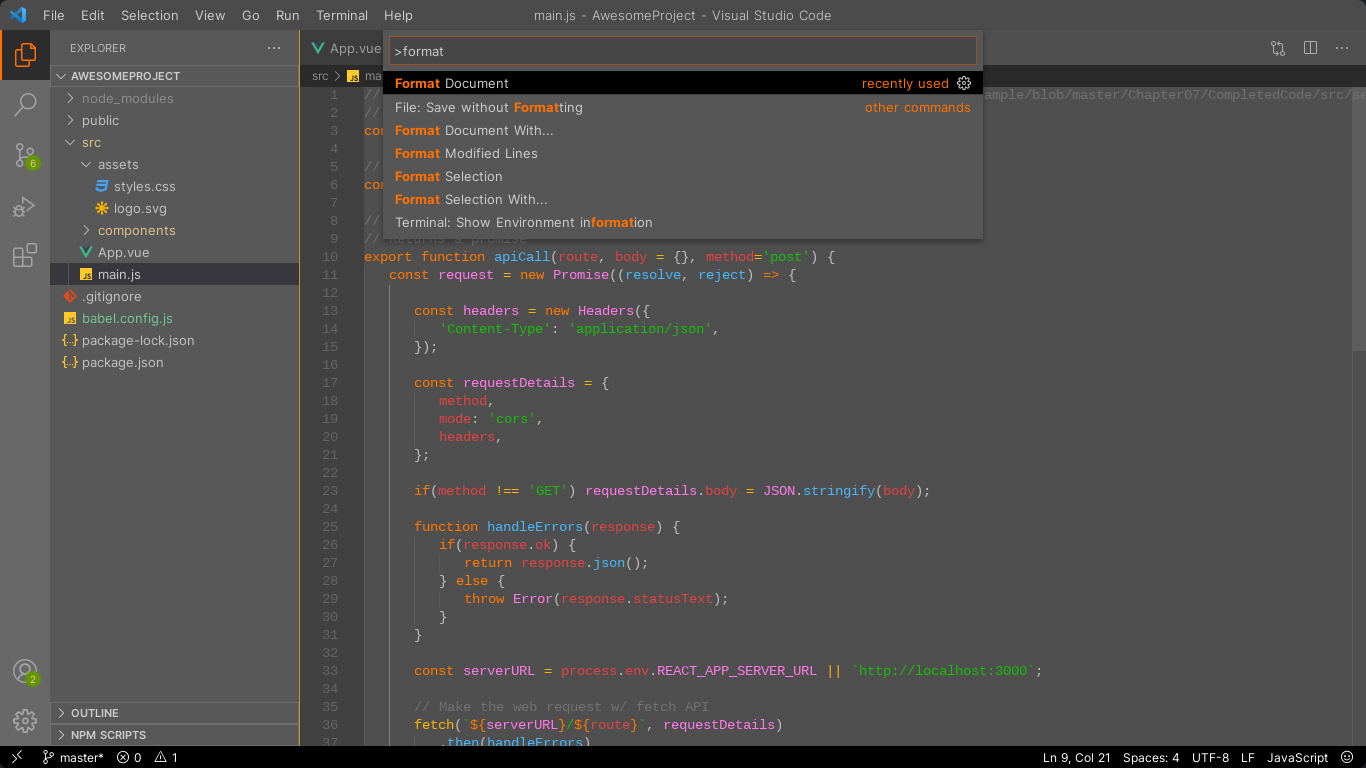 File Edit Selection View Go Run Terminal Help main.js - AwesomeProject - Visual Studio Code
EXPLORER
AWESOMEPROJECT
node_modules
public
src
assets
styles.css
logo.svg
components
App.vue
main.js
.gitignore
babel.config.js
package-lock.json
package.json
OUTLINE
NPM SCRIPTS
6
2
App.vue
src > JS
>format
Format Document recently used
File: Save without Formatting other commands
Format Document With...
Format Modified Lines
Format Selection
Format Selection With...
Terminal: Show Environment information
1 // ample/blob/master/Chapter07/CompletedCode/src/se
2 //
3
4
5 //
6
7
8 //
9 // Returns a promise
10 export function apiCall(route, body = {}, method='post') {
11 const request = new Promise((resolve, reject) => {
12
13 const headers = new Headers({
14 'Content-Type': 'application/json',
15 });
16
17 const requestDetails = {
18 method,
19 mode: 'cors',
20 headers,
21 };
22
23 if(method !== 'GET') requestDetails.body = JSON.stringify(body);
24
25 function handleErrors(response) {
26 if(response.ok) {
27 return response.json();
28 } else {
29 throw Error(response.statusText);
30 }
31 }
32
33 const serverURL = process.env.REACT_APP_SERVER_URL || `http://localhost:3000`;
34
35 // Make the web request w/ fetch API
36 fetch(`${serverURL}/${route}`, requestDetails)
37 .then(handleErrors)
master* 0 1 Ln 9, Col 21 Spaces: 4 UTF-8 LF JavaScript